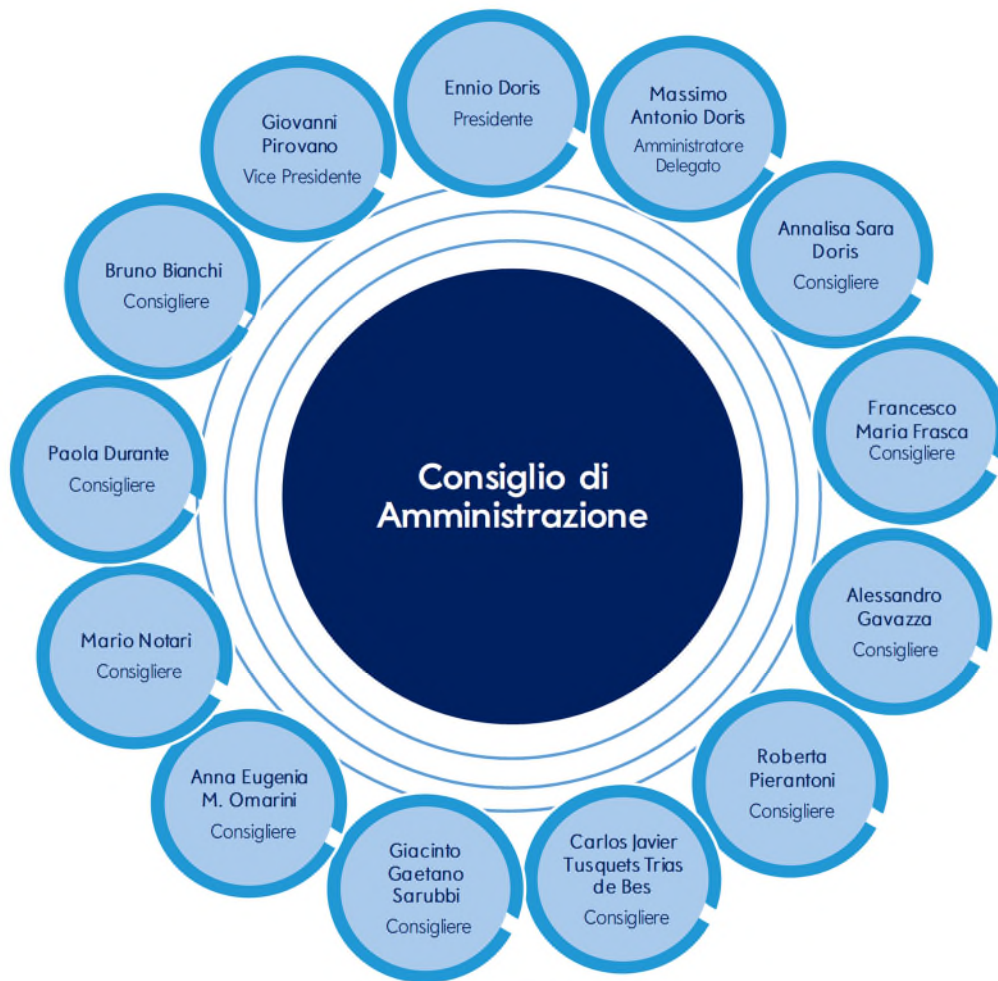 Ennio Doris
Presidente
Massimo
Antonio Doris
Amministratore
Delegato
Annalisa Sara
Doris
Consigliere
Francesco
Maria Frasca
Consigliere
Alessandro
Gavazza
Consigliere
Roberta
Pierantoni
Consigliere
Carlos Javier
Tusquets Trias
de Bes
Consigliere
Giacinto
Gaetano
Sarubbi
Consigliere
Anna Eugenia
M. Omarini
Consigliere
Mario Notari
Consigliere
Paola Durante
Consigliere
Bruno Bianchi
Consigliere
Giovanni
Pirovano
Vice Presidente
Consiglio di
Amministrazione